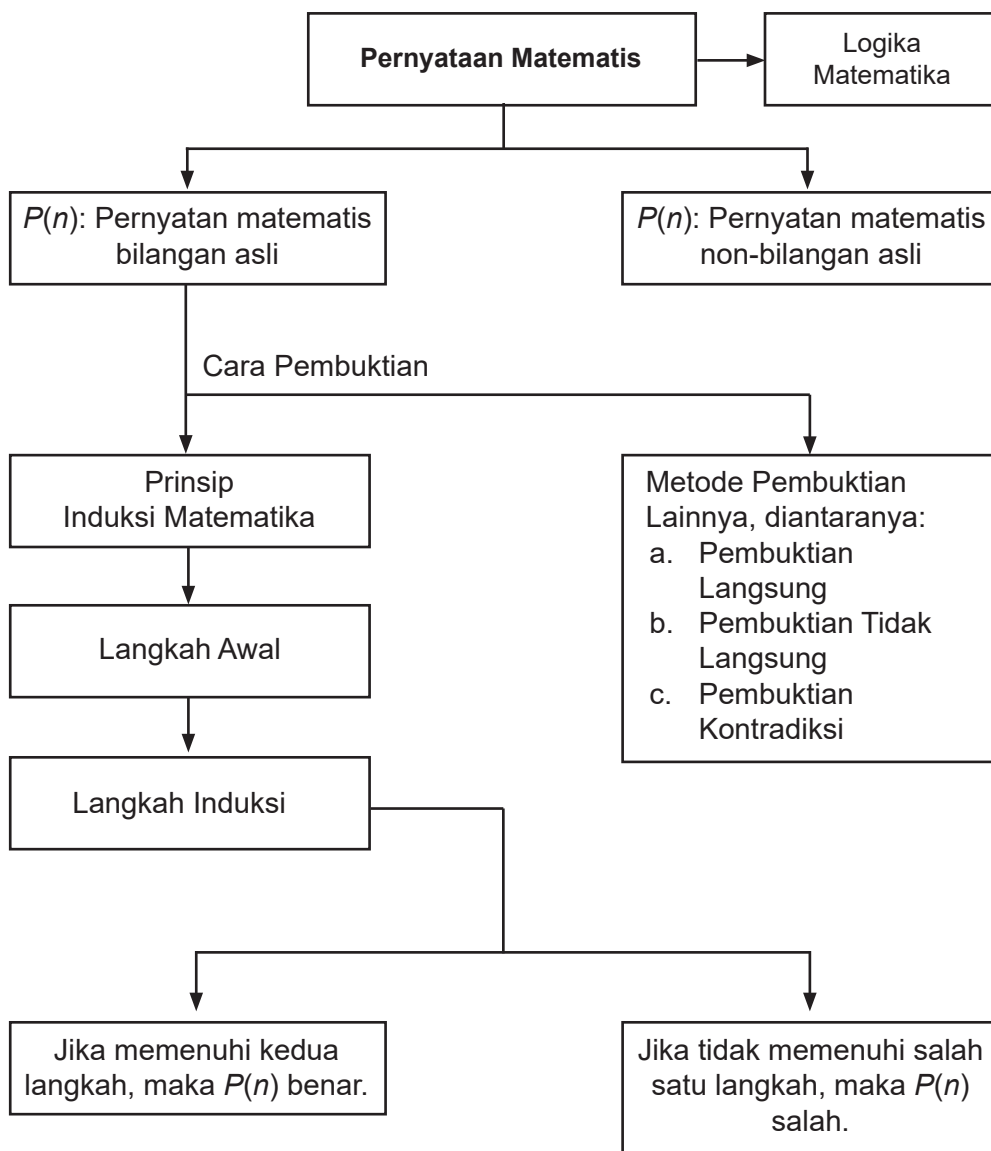 Pernyataan Matematis
Logika
Matematika
P(n): Pernyatan matematis
bilangan asli
P(n): Pernyatan matematis
non-bilangan asli
Cara Pembuktian
Prinsip
Induksi Matematika
Metode Pembuktian
Lainnya, diantaranya:
a. Pembuktian
Langsung
b. Pembuktian Tidak
Langsung
c. Pembuktian
Kontradiksi
Langkah Awal
Langkah Induksi
Jika memenuhi kedua
langkah, maka P(n) benar.
Jika tidak memenuhi salah
satu langkah, maka P(n)
salah.